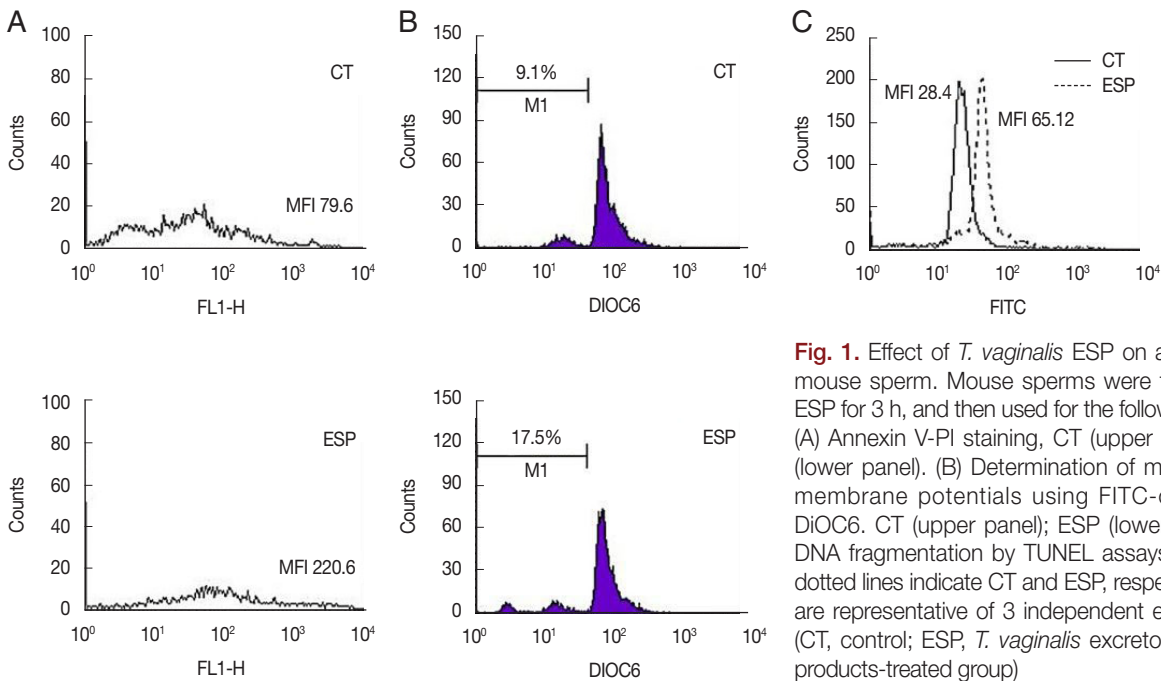 A
100
80
60
40
20
0
Counts
CT
MFI 79.6
10⁰ 10¹ 10² 10³ 10⁴
FL1-H
B
150
120
90
60
30
0
Counts
9.1%
M1
CT
10⁰ 10¹ 10² 10³ 10⁴
DIOC6
C
250
200
150
100
50
0
Counts
CT
ESP
MFI 28.4
MFI 65.12
10⁰ 10¹ 10² 10³ 10⁴
FITC
100
80
60
40
20
0
Counts
ESP
MFI 220.6
10⁰ 10¹ 10² 10³ 10⁴
FL1-H
150
120
90
60
30
0
Counts
17.5%
M1
ESP
10⁰ 10¹ 10² 10³ 10⁴
DIOC6
Fig. 1. Effect of T. vaginalis ESP on
mouse sperm. Mouse sperms were
ESP for 3 h, and then used for the
(A) Annexin V-PI staining, CT (upper
(lower panel). (B) Determination of
membrane potentials using
DiOC6. CT (upper panel); ESP
DNA fragmentation by TUNEL assays
dotted lines indicate CT and ESP,
are representative of 3 independent
(CT, control; ESP, T. vaginalis
products-treated group)